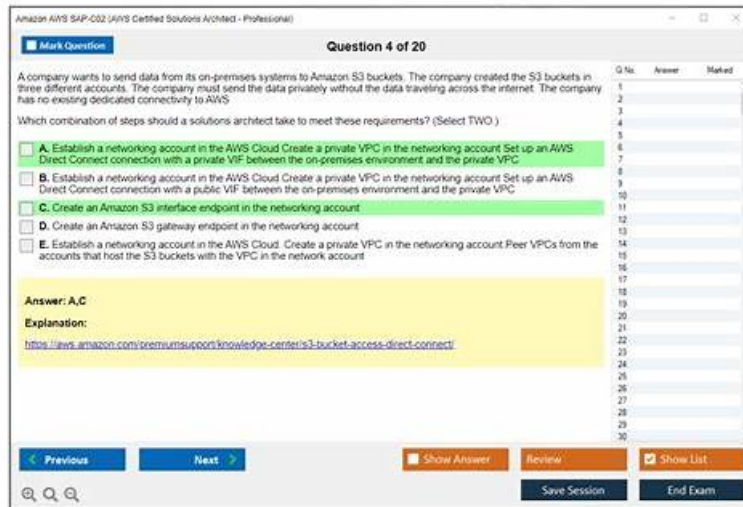 Amazon AWS SAP-C02 (AWS Certified Solutions Architect - Professional)
Mark Question
Question 4 of 20
A company wants to send data from its on-premises systems to Amazon S3 buckets. The company created the S3 buckets in
three different accounts. The company must send the data privately without the data traveling across the internet. The company
has no existing dedicated connectivity to AWS
Which combination of steps should a solutions architect take to meet these requirements? (Select TWO.)
A. Establish a networking account in the AWS Cloud Create a private VPC in the networking account Set up an AWS
Direct Connect connection with a private VIF between the on-premises environment and the private VPC
B. Establish a networking account in the AWS Cloud Create a private VPC in the networking account Set up an AWS
Direct Connect connection with a public VIF between the on-premises environment and the private VPC
C. Create an Amazon S3 interface endpoint in the networking account
D. Create an Amazon S3 gateway endpoint in the networking account
E. Establish a networking account in the AWS Cloud. Create a private VPC in the networking account Peer VPCs from the
accounts that host the S3 buckets with the VPC in the network account
Answer: A,C
Explanation:
https://aws.amazon.com/premiumsupport/knowledge-center/s3-bucket-access-direct-connect/
Q No. Answer Marked
1
2
3
4
5
6
7
8
9
10
11
12
13
14
15
16
17
18
19
20
21
22
23
24
25
26
27
28
29
30
Previous
Next
Show Answer
Review
Show List
Save Session
End Exam